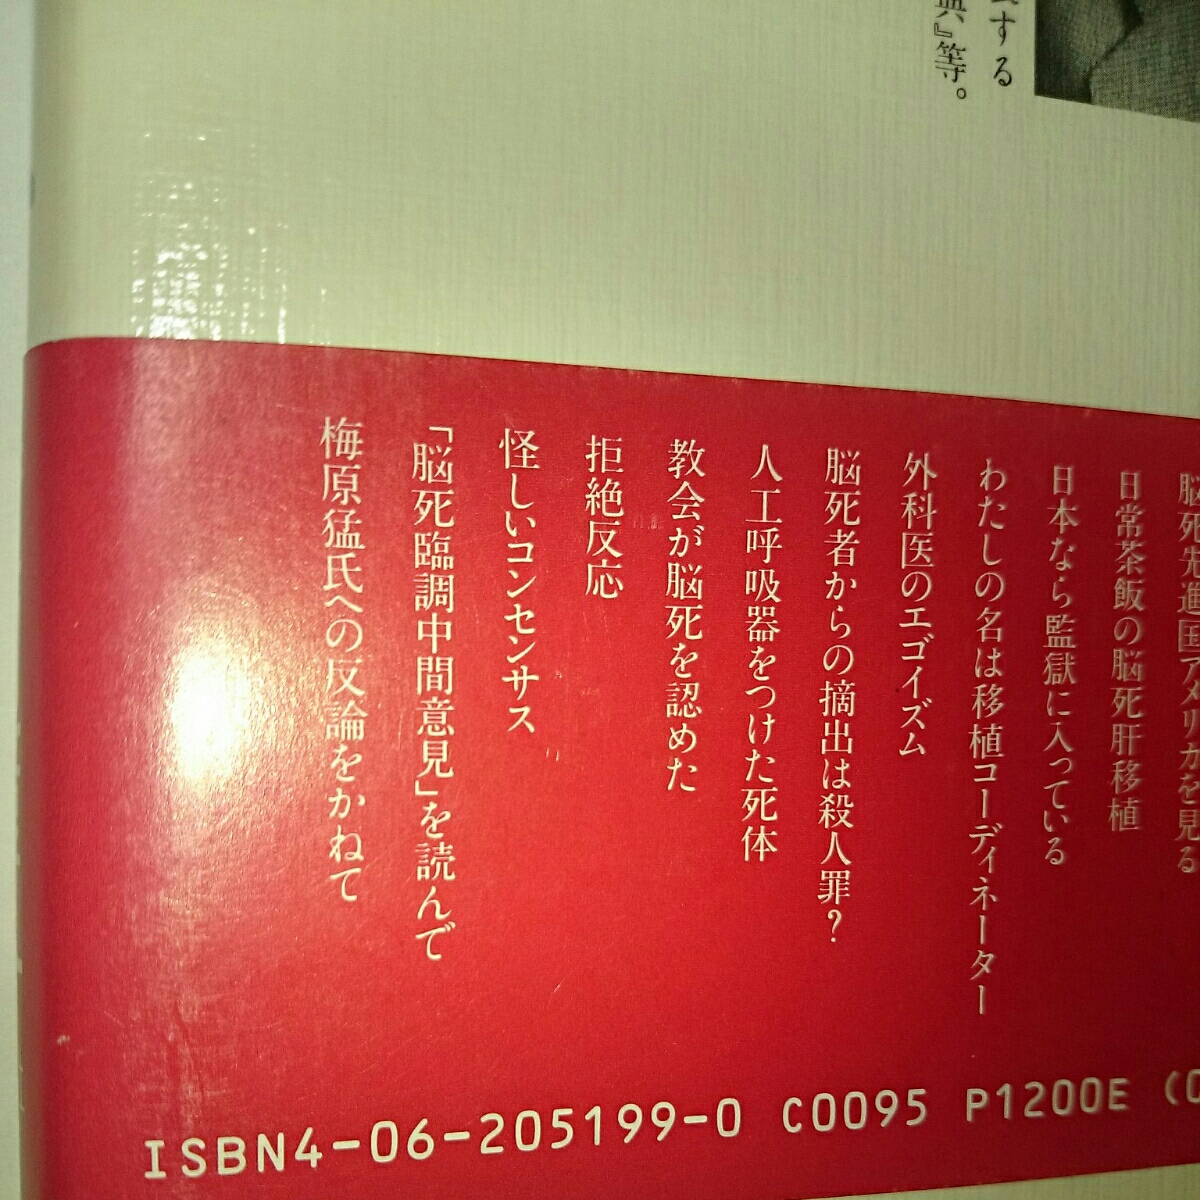 する
典』等。
脳死先進国アメリカを見る
日常茶飯の脳死肝移植
日本なら監獄に入っている
わたしの名は移植コーディネーター
外科医のエゴイズム
脳死者からの摘出は殺人罪?
人工呼吸器をつけた死体
教会が脳死を認めた
拒絶反応
怪しいコンセンサス
「脳死臨調中間意見」を読んで
梅原猛氏への反論をかねて
ISBN4-06-205199-0 C0095 P1200E (0